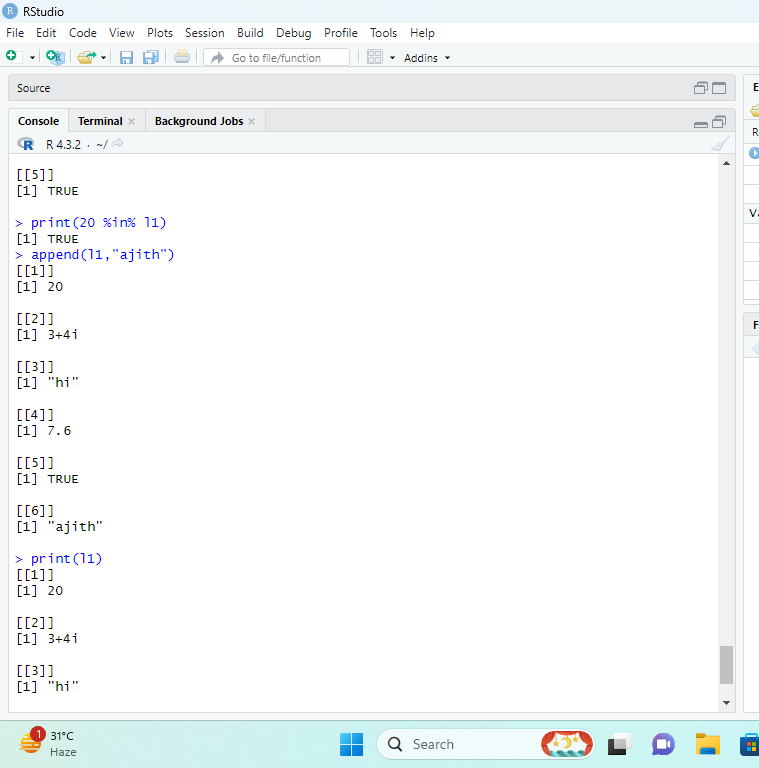 RStudio
File Edit Code View Plots Session Build Debug Profile Tools Help
Go to file/function
Addins
Source
Console Terminal Background Jobs
R 4.3.2 · ~/
[[5]]
[1] TRUE
> print(20 %in% l1)
[1] TRUE
> append(l1,"ajith")
[[1]]
[1] 20
[[2]]
[1] 3+4i
[[3]]
[1] "hi"
[[4]]
[1] 7.6
[[5]]
[1] TRUE
[[6]]
[1] "ajith"
> print(l1)
[[1]]
[1] 20
[[2]]
[1] 3+4i
[[3]]
[1] "hi"
E
R
F
1
31°C
Haze
Search